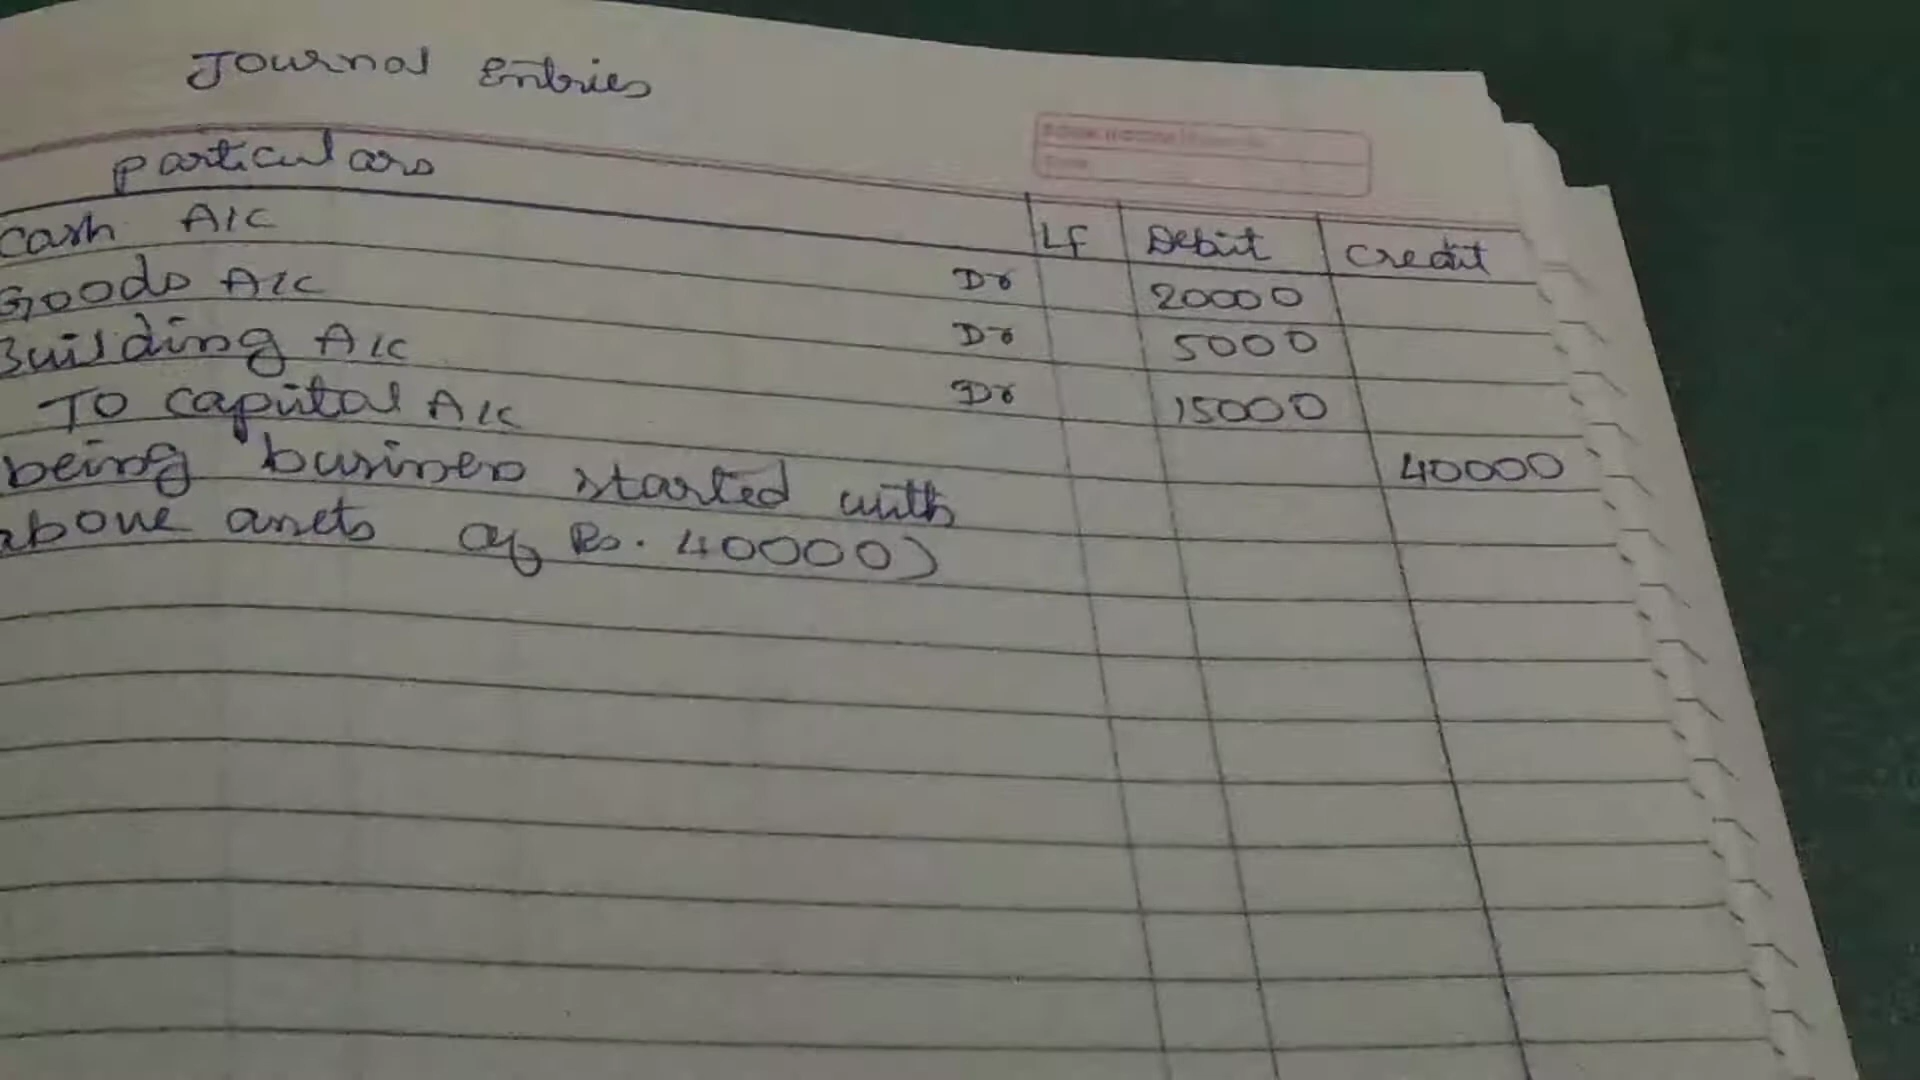 Journal Entries
particulars LF Debit Credit
Cash A/C Dr 20000
Goods A/C Dr 5000
Building A/C Dr 15000
To capital A/C 40000
being business started with
above assets of Rs. 40000)